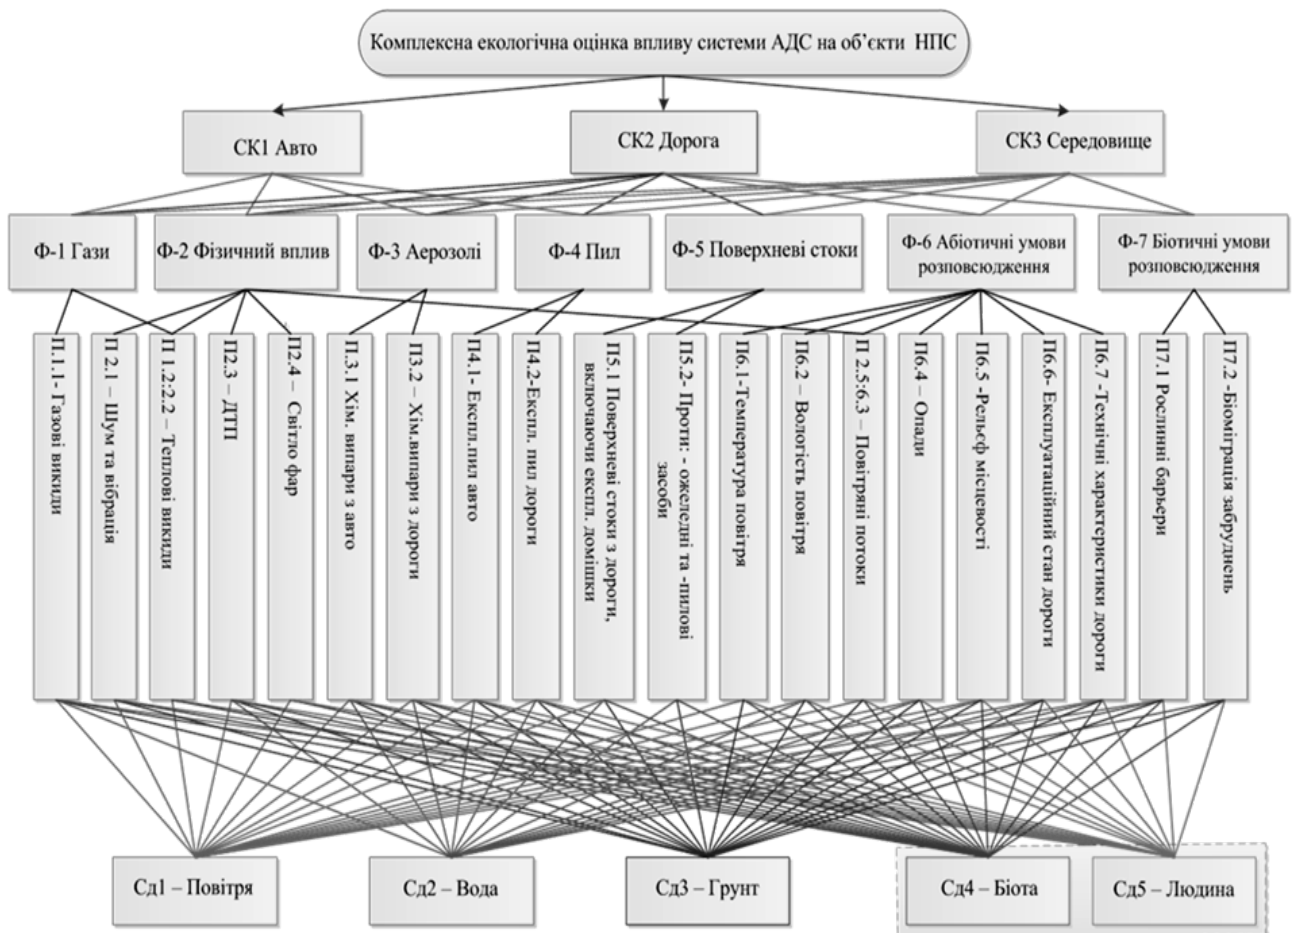 Комплексна екологічна оцінка впливу системи АДС на об’єкти НПС
СК1 Авто
СК2 Дорога
СК3 Середовище
Ф-1 Гази
Ф-2 Фізичний вплив
Ф-3 Аерозолі
Ф-4 Пил
Ф-5 Поверхневі стоки
Ф-6 Абіотичні умови
розповсюдження
Ф-7 Біотичні умови
розповсюдження
П.1.1- Газові викиди
П 2.1 – Шум та вібрація
П 1.2:2.2 – Теплові викиди
П2.3 – ДТП
П2.4 – Світло фар
П.3.1 Хім. випари з авто
П3.2 – Хім.випари з дороги
П4.1- Експл.пил авто
П4.2-Експл. пил дороги
П5.1 Поверхневі стоки з дороги,
включаючи експл. домішки
П5.2- Проти: - ожеледні та -пилові
засоби
П6.1-Температура повітря
П6.2 – Вологість повітря
П 2.5:6.3 – Повітряні потоки
П6.4 – Опади
П6.5 -Рельєф місцевості
П6.6- Експлуатаційний стан дороги
П6.7 -Технічні характеристики дороги
П7.1 Рослинні барьери
П7.2 -Біоміграція забруднень
Сд1 – Повітря
Сд2 – Вода
Сд3 – Грунт
Сд4 – Біота
Сд5 – Людина